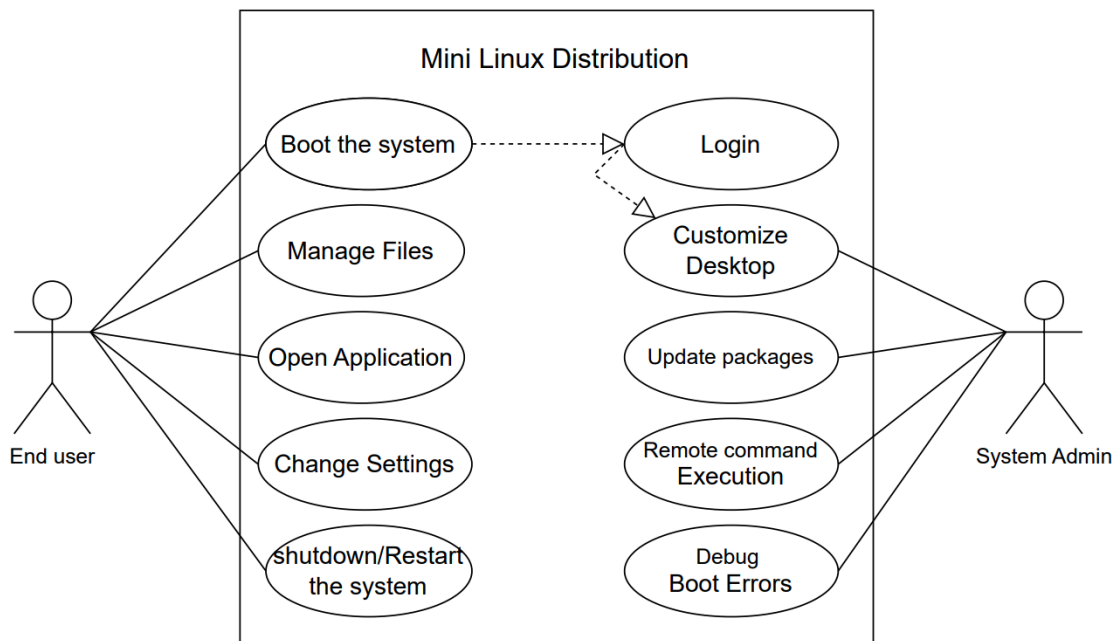 Mini Linux Distribution
Boot the system
Login
Manage Files
Customize
Desktop
Open Application
Update packages
Change Settings
Remote command
Execution
shutdown/Restart
the system
Debug
Boot Errors
End user
System Admin